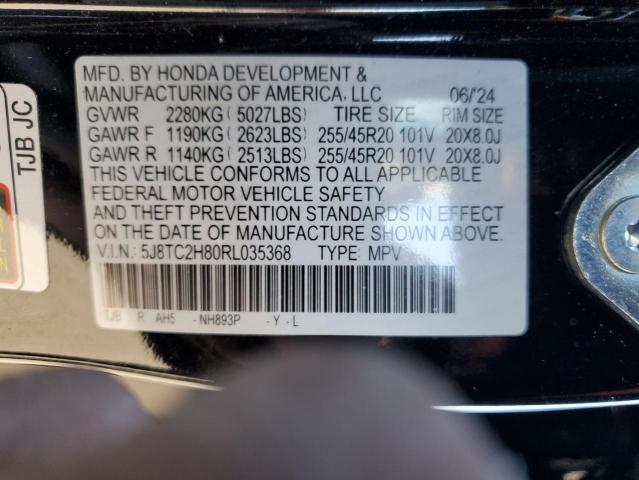 MFD. BY HONDA DEVELOPMENT &
MANUFACTURING OF AMERICA, LLC 06/'24
GVWR 2280KG (5027LBS) TIRE SIZE RIM SIZE
GAWR F 1190KG (2623LBS) 255/45R20 101V 20X8.0J
GAWR R 1140KG (2513LBS) 255/45R20 101V 20X8.0J
THIS VEHICLE CONFORMS TO ALL APPLICABLE
FEDERAL MOTOR VEHICLE SAFETY
AND THEFT PREVENTION STANDARDS IN EFFECT
ON THE DATE OF MANUFACTURE SHOWN ABOVE.
V.I.N.: 5J8TC2H80RL035368 TYPE: MPV
TJB R AH5 -NH893P -Y-L
TJB JC